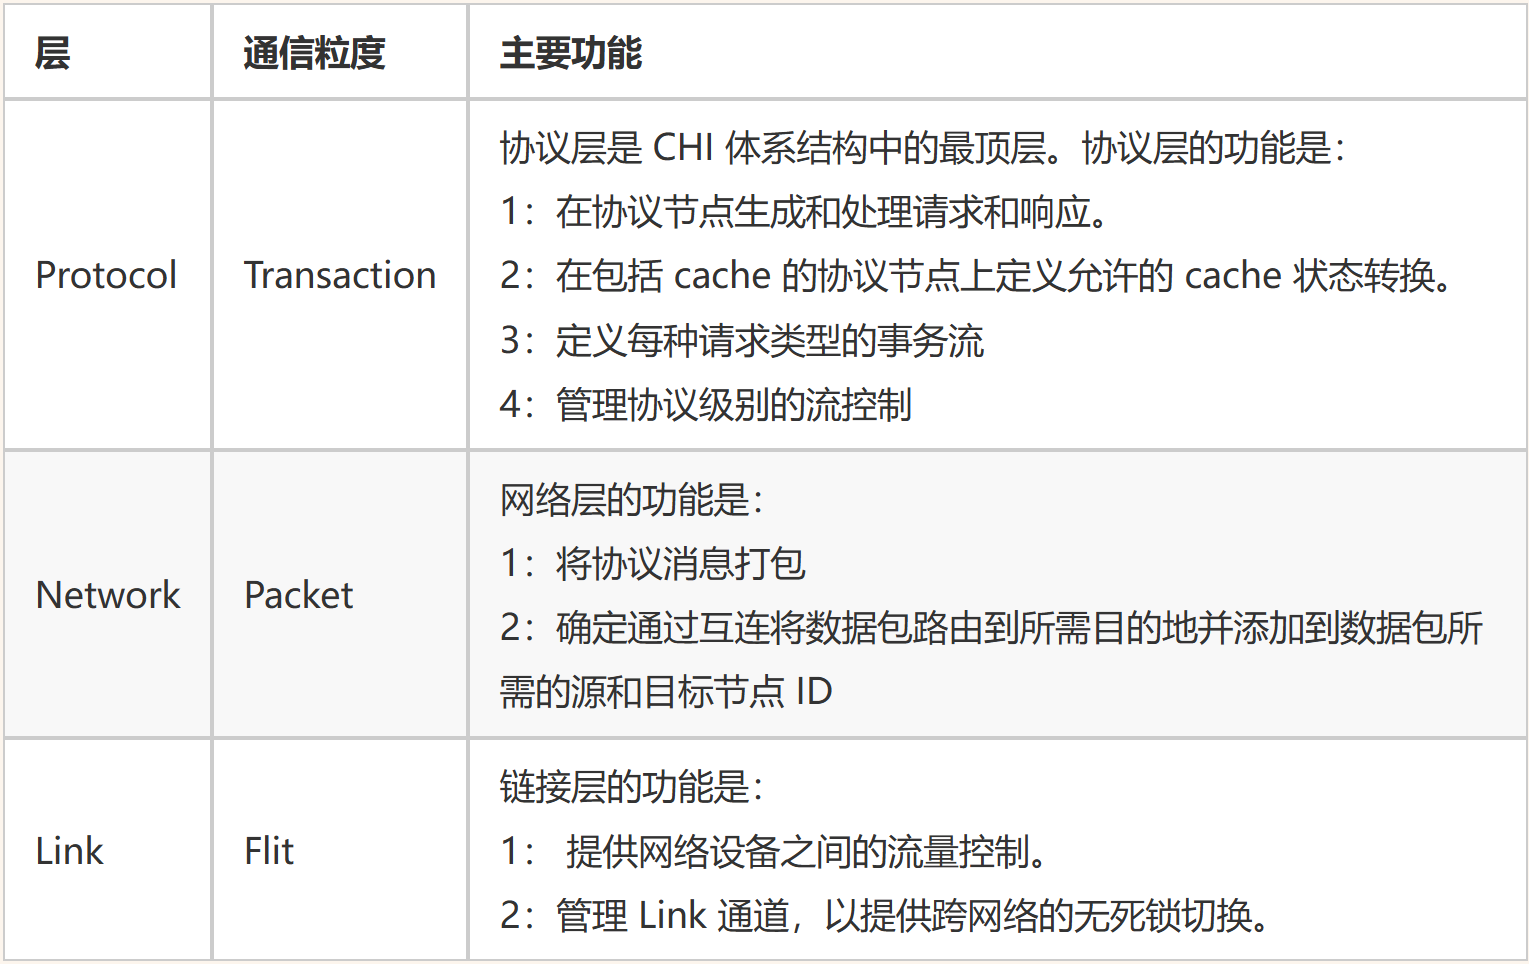 层 通信粒度 主要功能
协议层是 CHI 体系结构中的最顶层。协议层的功能是：
1：在协议节点生成和处理请求和响应。
Protocol Transaction 2：在包括 cache 的协议节点上定义允许的 cache 状态转换。
3：定义每种请求类型的事务流
4：管理协议级别的流控制
网络层的功能是：
1：将协议消息打包
Network Packet
2：确定通过互连将数据包路由到所需目的地并添加到数据包所
需的源和目标节点 ID
链接层的功能是：
Link Flit 1： 提供网络设备之间的流量控制。
2：管理 Link 通道，以提供跨网络的无死锁切换。